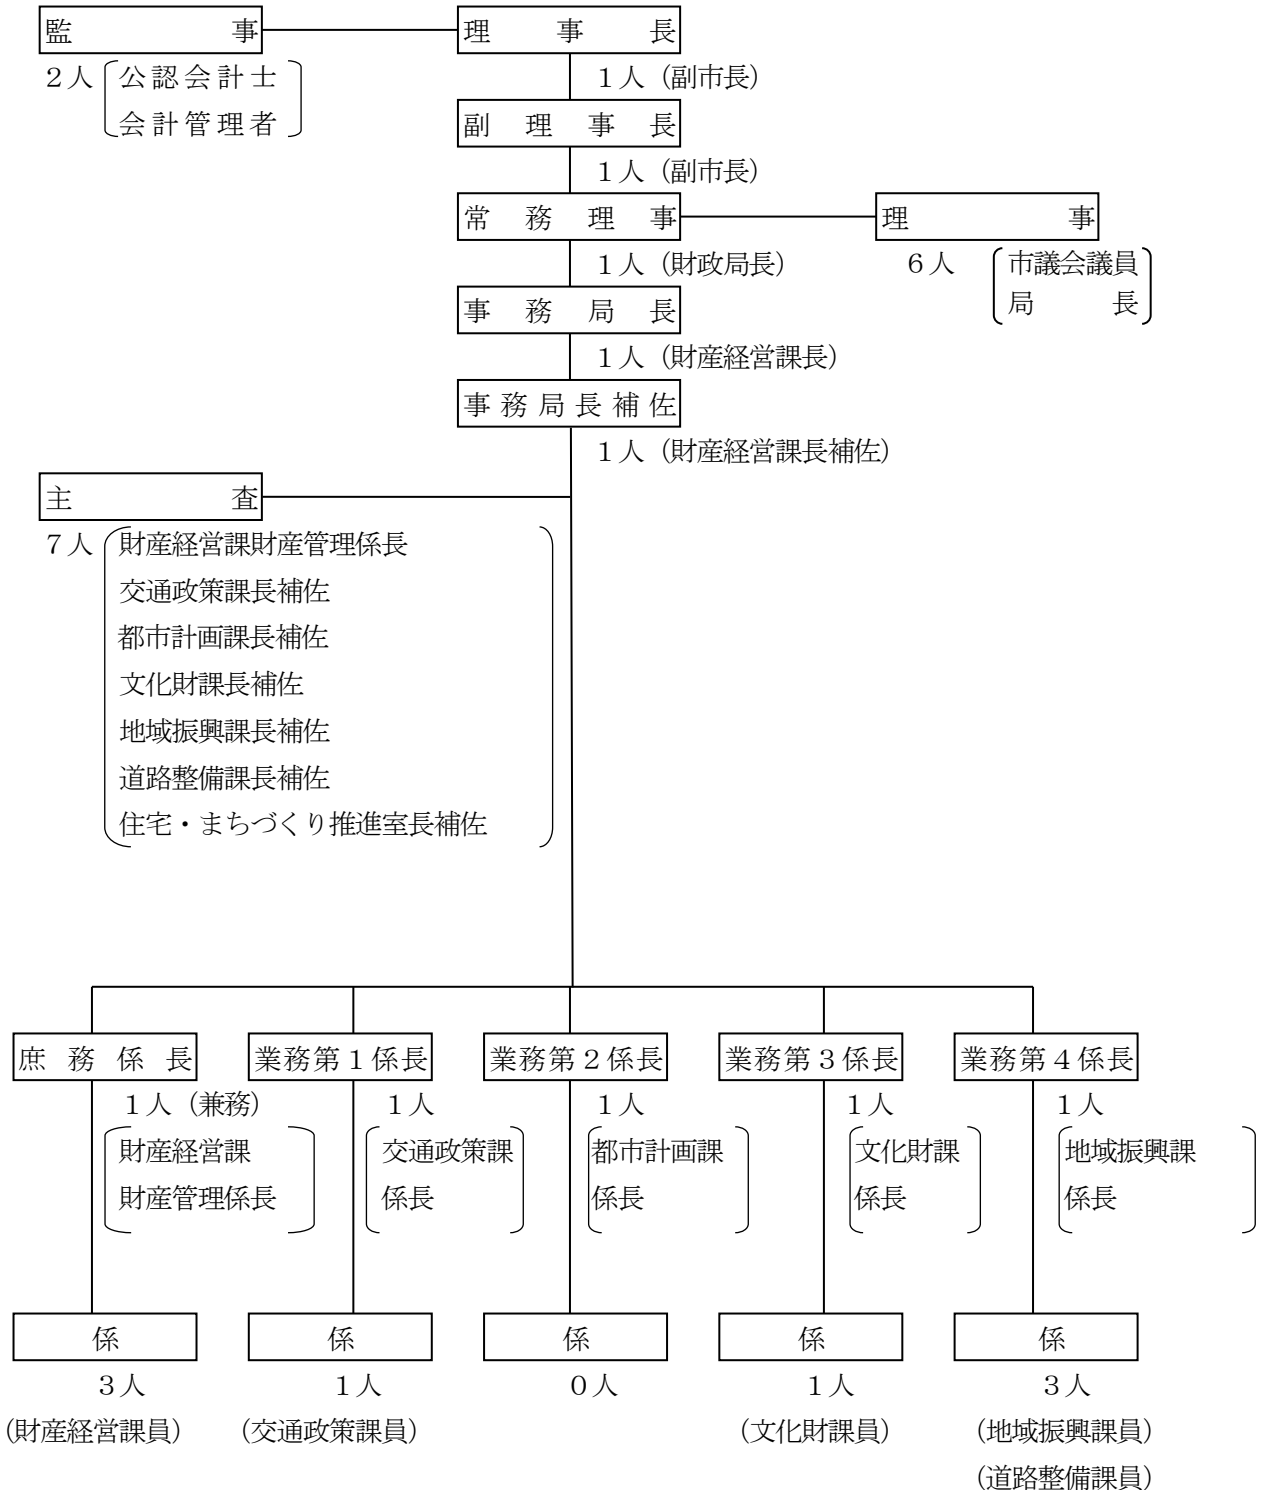 監事 理事長
２人 公認会計士 １人（副市長）
会計管理者
副理事長
１人（副市長）
常務理事 理事
１人（財政局長） ６人 市議会議員
局長
事務局長
１人（財産経営課長）
事務局長補佐
１人（財産経営課長補佐）
主査
７人 財産経営課財産管理係長
交通政策課長補佐
都市計画課長補佐
文化財課長補佐
地域振興課長補佐
道路整備課長補佐
住宅・まちづくり推進室長補佐
庶務係長 業務第１係長 業務第２係長 業務第３係長 業務第４係長
１人（兼務） １人 １人 １人 １人
財産経営課 交通政策課 都市計画課 文化財課 地域振興課
財産管理係長 係長 係長 係長 係長
係 係 係 係 係
３人 １人 ０人 １人 ３人
（財産経営課員） （交通政策課員） （文化財課員） （地域振興課員）
（道路整備課員）